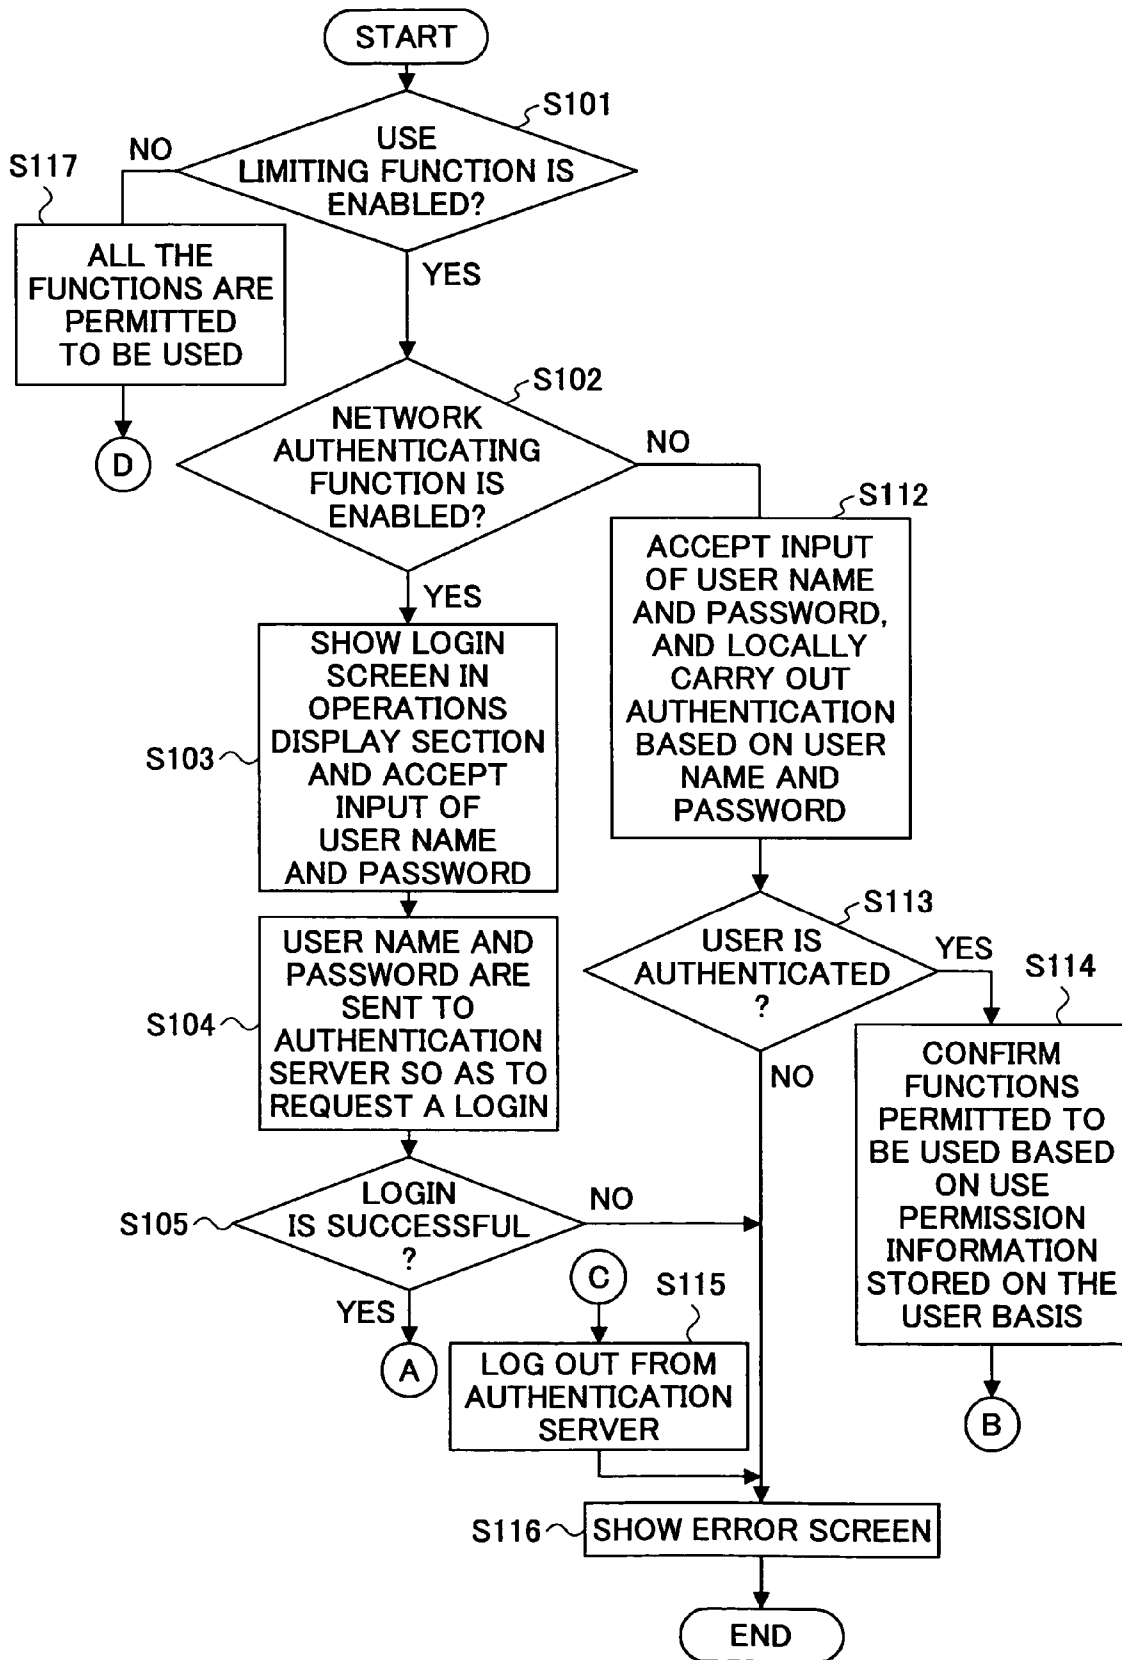 START
S101
USE
LIMITING FUNCTION IS
ENABLED?
NO
S117
ALL THE
FUNCTIONS ARE
PERMITTED
TO BE USED
D
YES
S102
NETWORK
AUTHENTICATING
FUNCTION IS
ENABLED?
NO
S112
ACCEPT INPUT
OF USER NAME
AND PASSWORD,
AND LOCALLY
CARRY OUT
AUTHENTICATION
BASED ON USER
NAME AND
PASSWORD
YES
S103
SHOW LOGIN
SCREEN IN
OPERATIONS
DISPLAY SECTION
AND ACCEPT
INPUT OF
USER NAME
AND PASSWORD
S104
USER NAME AND
PASSWORD ARE
SENT TO
AUTHENTICATION
SERVER SO AS TO
REQUEST A LOGIN
S113
USER IS
AUTHENTICATED
?
YES
NO
S114
CONFIRM
FUNCTIONS
PERMITTED TO
BE USED BASED
ON USE
PERMISSION
INFORMATION
STORED ON THE
USER BASIS
B
S105
LOGIN
IS SUCCESSFUL
?
NO
YES
A
C
S115
LOG OUT FROM
AUTHENTICATION
SERVER
S116
SHOW ERROR SCREEN
END